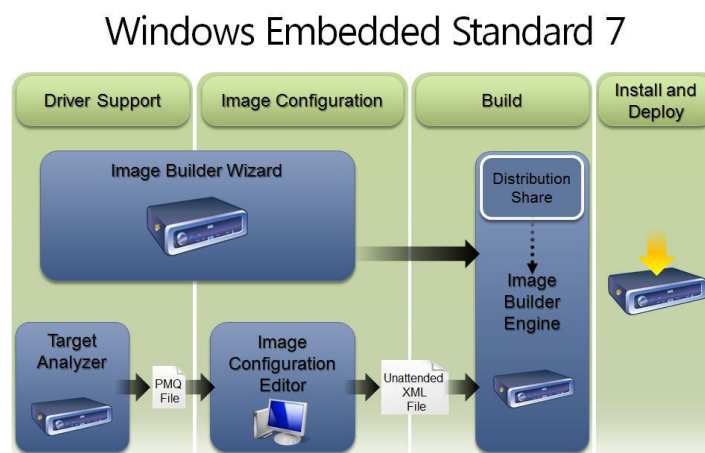 Windows Embedded Standard 7
Driver Support
Image Configuration
Build
Install and
Deploy
Image Builder Wizard
Distribution
Share
Image
Builder
Engine
Target
Analyzer
PMQ
File
Image
Configuration
Editor
Unattended
XML
File